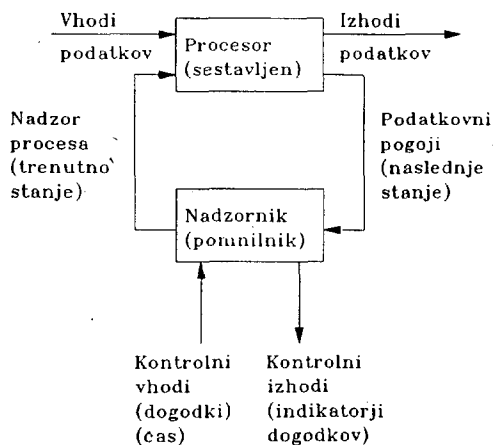 Vhodi
podatkov
Procesor
(sestavljen)
Izhodi
podatkov
Nadzor
procesa
(trenutno
stanje)
Podatkovni
pogoji
(naslednje
stanje)
Nadzornik
(pomnilnik)
Kontrolni
vhodi
(dogodki)
(čas)
Kontrolni
izhodi
(indikatorji
dogodkov)